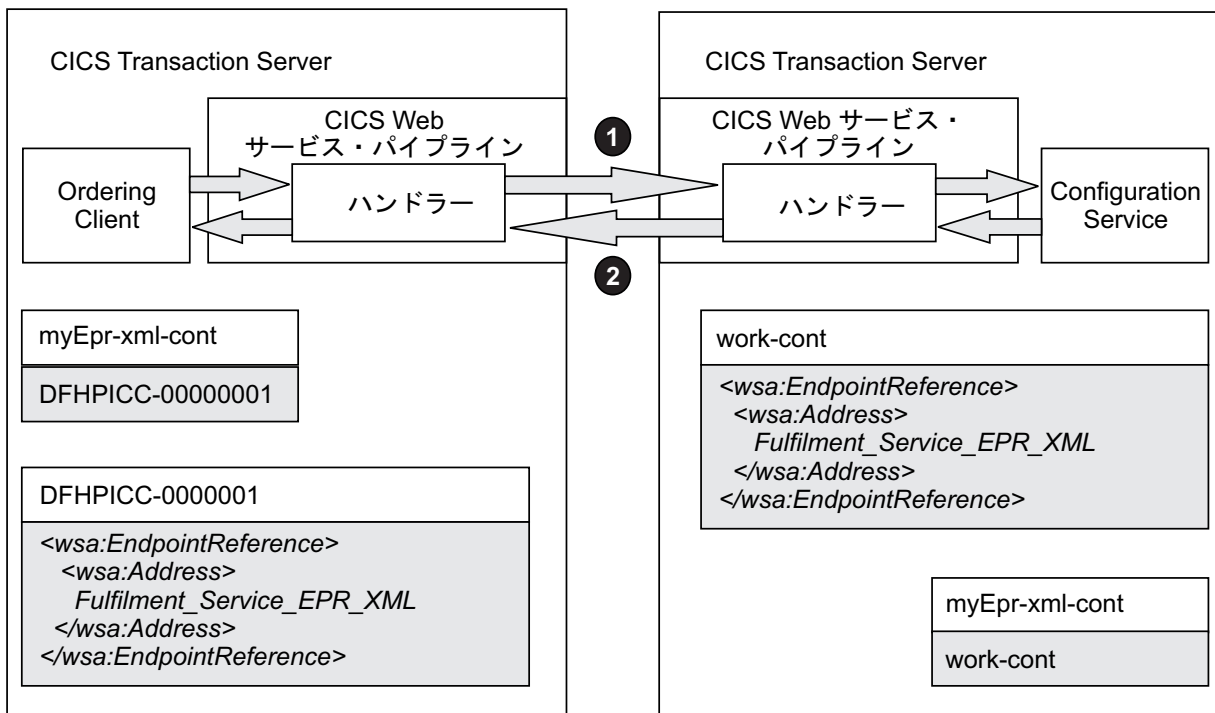 CICS Transaction Server
CICS Web
サービス・パイプライン
Ordering
Client
ハンドラー
1
2
myEpr-xml-cont
DFHPICC-00000001
DFHPICC-0000001
<wsa:EndpointReference>
<wsa:Address>
Fulfilment_Service_EPR_XML
</wsa:Address>
</wsa:EndpointReference>
CICS Transaction Server
CICS Web サービス・
パイプライン
ハンドラー
Configuration
Service
work-cont
<wsa:EndpointReference>
<wsa:Address>
Fulfilment_Service_EPR_XML
</wsa:Address>
</wsa:EndpointReference>
myEpr-xml-cont
work-cont